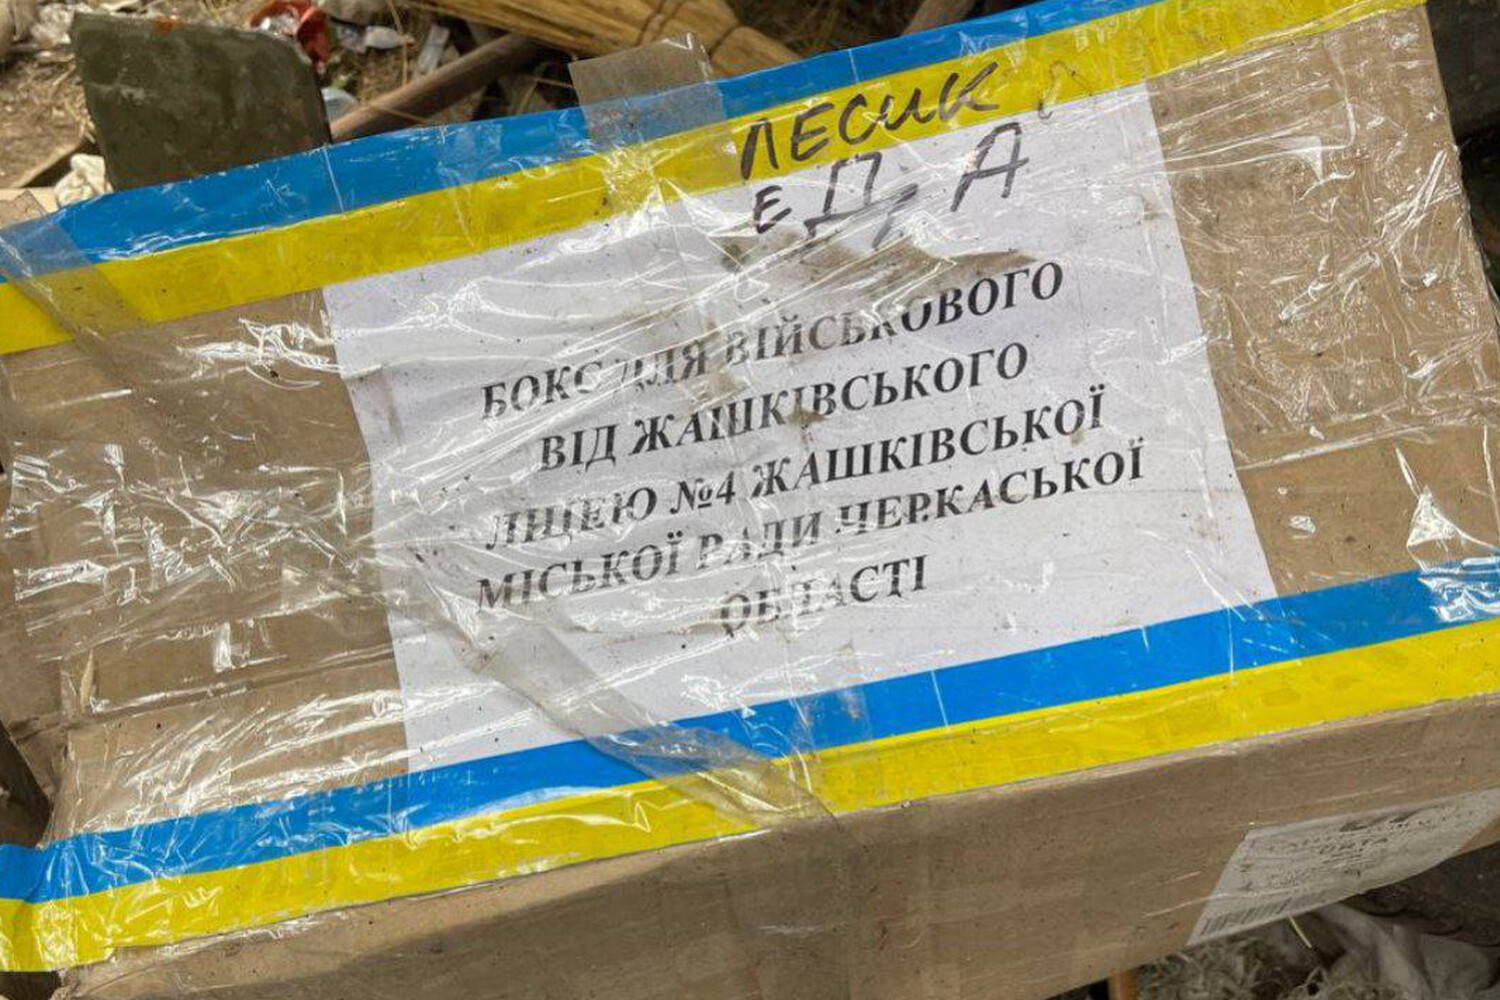 ЛЕСИК
ЕДА
БОКС ДЛЯ ВІЙСЬКОВОГО
ВІД ЖАШКІВСЬКОГО
ЛІЦЕЮ №4 ЖАШКІВСЬКОЇ
МІСЬКОЇ РАДИ ЧЕРКАСЬКОЇ
ОБЛАСТІ